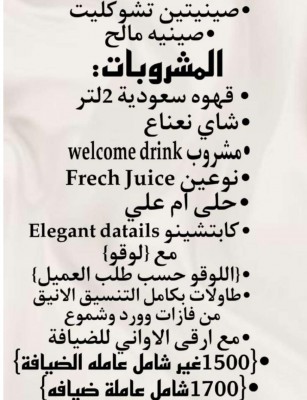 •صينيتين تشوكليت
•صينيه مالح
المشروبات:
• قهوه سعودية 2لتر
•شاي نعناع
•مشروب welcome drink
•نوعين Frech Juice
•حلى ام علي
•كابتشينو Elegant datails
مع {لوقو}
•{اللوقو حسب طلب العميل}
•طاولات بكامل التنسيق الانيق
من فازات وورد وشموع
•مع ارقى الاواني للضيافة
•{1500غير شامل عامله الضيافة}
•{1700شامل عاملة ضيافه}